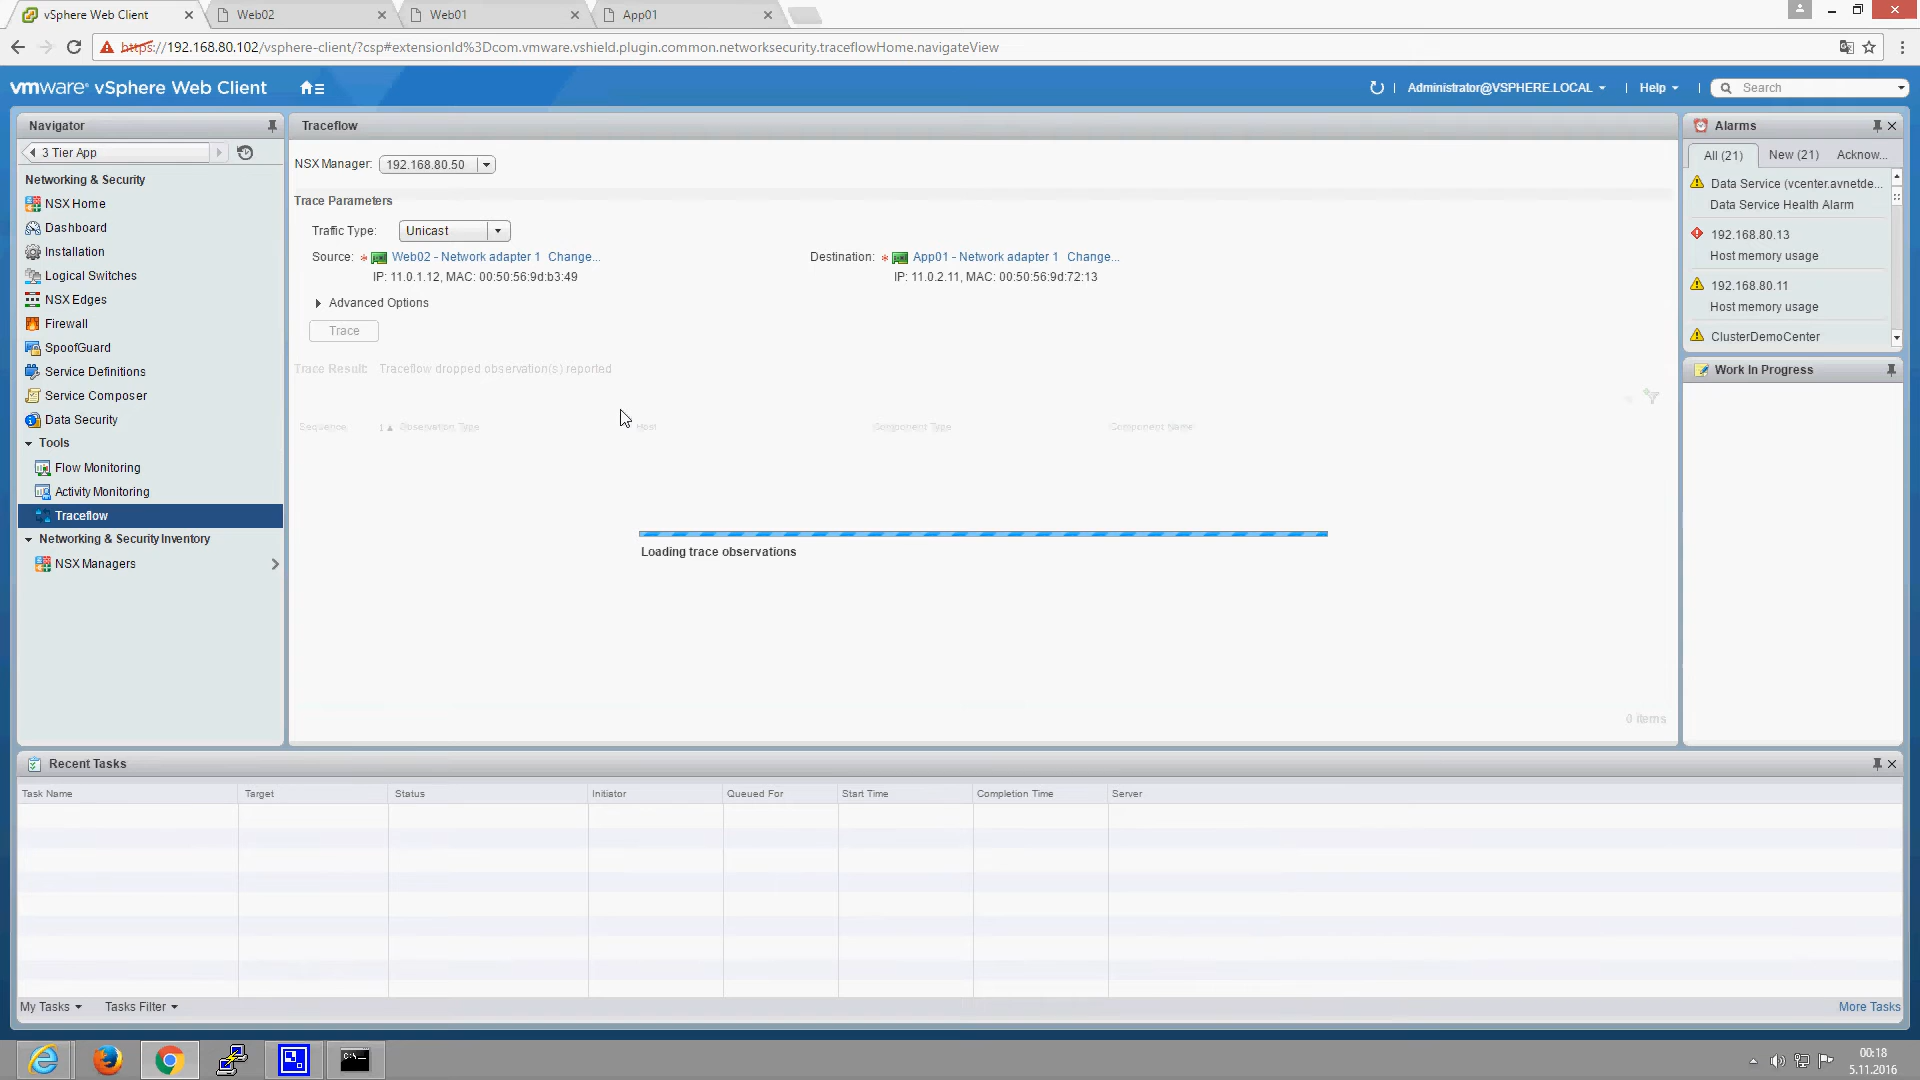 vSphere Web Client
Web02
Web01
App01
https://192.168.80.102/vsphere-client/?csp#extensionId%3Dcom.vmware.vshield.plugin.common.networksecurity.traceflowHome.navigateView
vmware® vSphere Web Client
Administrator@VSPHERE.LOCAL
Help
Search
Navigator
3 Tier App
Networking & Security
NSX Home
Dashboard
Installation
Logical Switches
NSX Edges
Firewall
SpoofGuard
Service Definitions
Service Composer
Data Security
Tools
Flow Monitoring
Activity Monitoring
Traceflow
Networking & Security Inventory
NSX Managers
Traceflow
NSX Manager: 192.168.80.50
Trace Parameters
Traffic Type: Unicast
Source: * Web02 - Network adapter 1 Change...
IP: 11.0.1.12, MAC: 00:50:56:9d:b3:49
Destination: * App01 - Network adapter 1 Change...
IP: 11.0.2.11, MAC: 00:50:56:9d:72:13
Advanced Options
Trace
Trace Result: Traceflow dropped observation(s) reported
Sequence 1 Observation Type Host Component Type Component Name
Loading trace observations
0 items
Alarms
All (21) New (21) Acknow...
Data Service (vcenter.avnetde...
Data Service Health Alarm
192.168.80.13
Host memory usage
192.168.80.11
Host memory usage
ClusterDemoCenter
Work In Progress
Recent Tasks
Task Name Target Status Initiator Queued For Start Time Completion Time Server
My Tasks Tasks Filter More Tasks
C:\._
00:18
5.11.2016